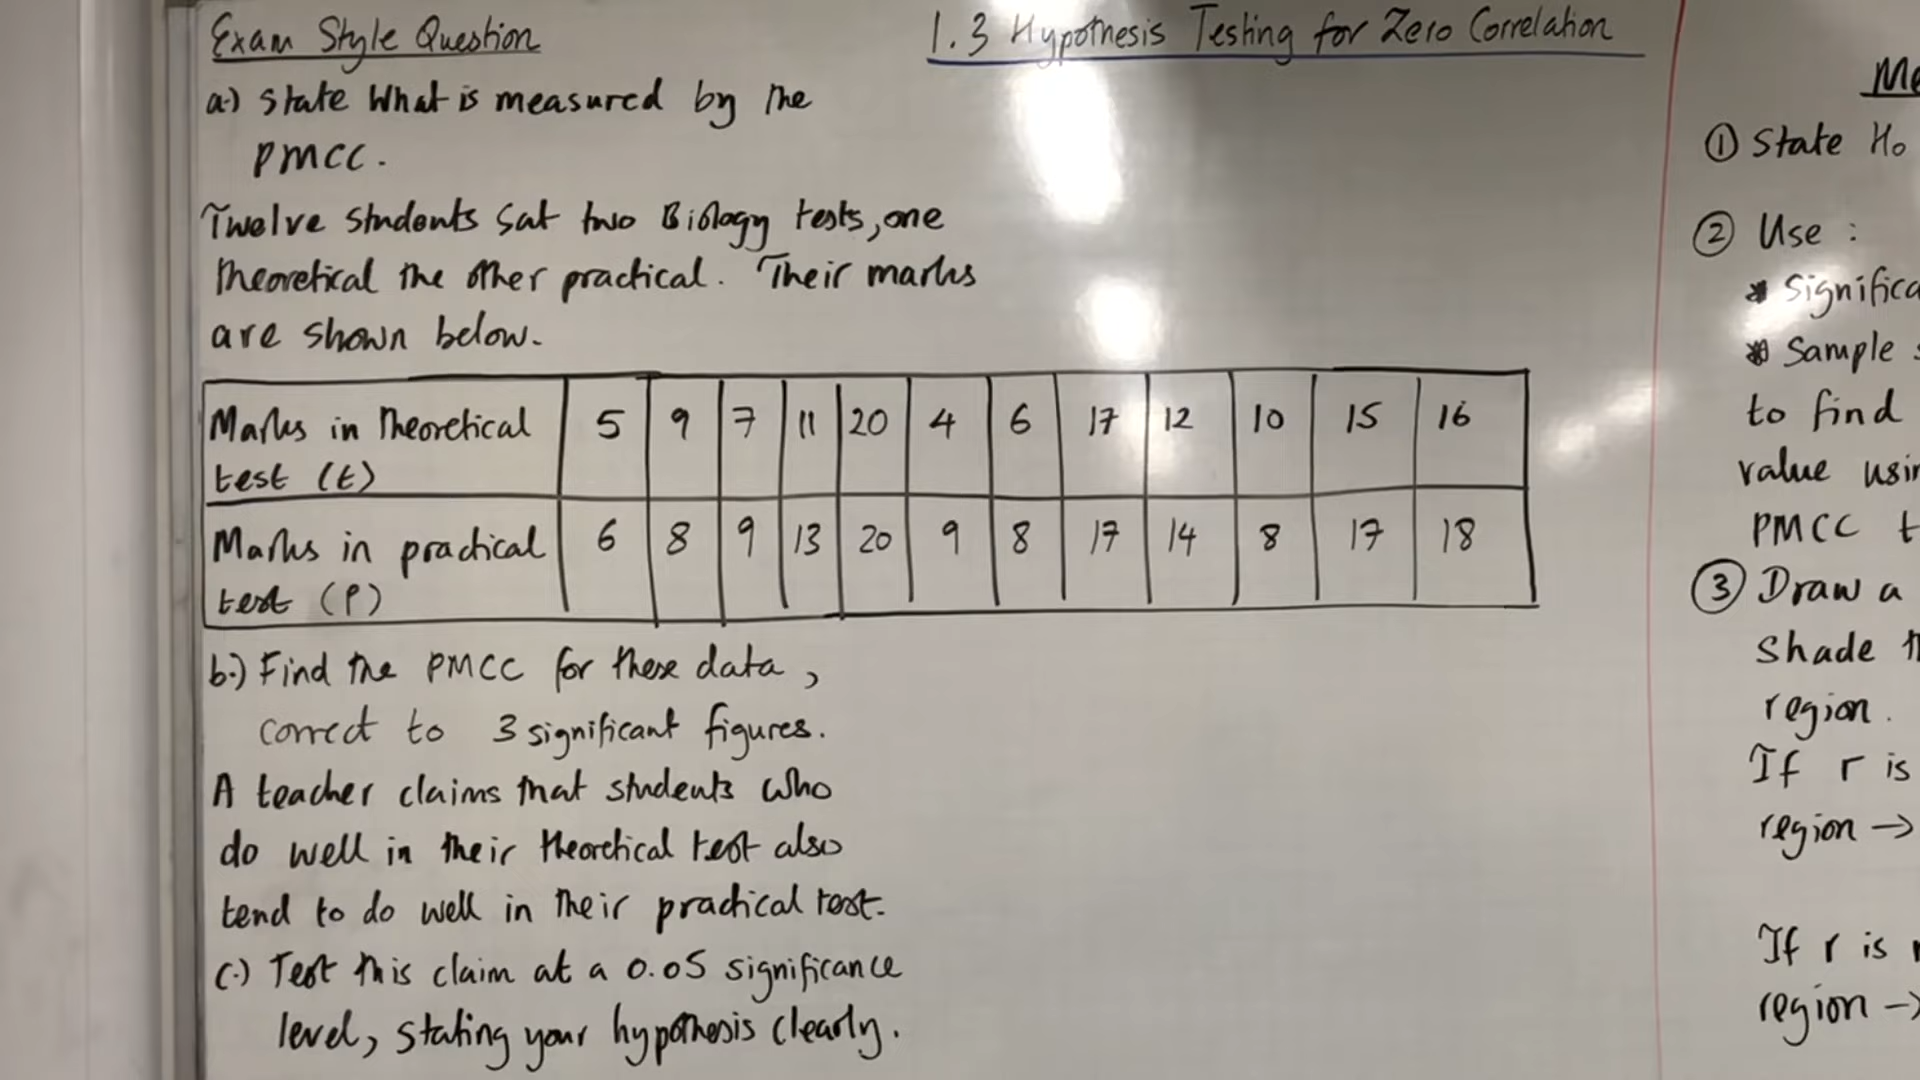 Exam Style Question
1.3 Hypothesis Testing for Zero Correlation
a.) State What is measured by the
PMCC.
Twelve students sat two Biology tests, one
theoretical the other practical. Their marks
are shown below.
Marks in theoretical 5 9 7 11 20 4 6 17 12 10 15 16
test (t)
Marks in practical 6 8 9 13 20 9 8 17 14 8 17 18
test (P)
b.) Find the PMCC for these data,
correct to 3 significant figures.
A teacher claims that students who
do well in their theoretical test also
tend to do well in their practical test.
(c.) Test this claim at a 0.05 significance
level, stating your hypothesis clearly.
① State H₀
② Use :
* Significa
* Sample
to find
value usin
PMCC t
③ Draw a
Shade th
region.
If r is
region →
If r is
region →